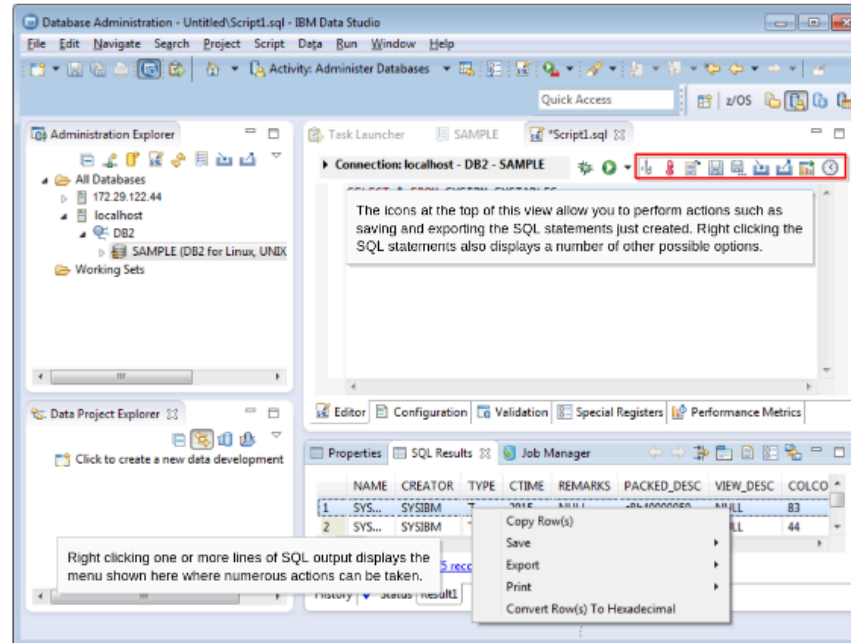 Database Administration - Untitled\Script1.sql - IBM Data Studio
File Edit Navigate Search Project Script Data Run Window Help
Activity: Administer Databases
Quick Access
z/OS
Administration Explorer
Task Launcher SAMPLE *Script1.sql
Connection: localhost - DB2 - SAMPLE
All Databases
172.29.122.44
localhost
DB2
SAMPLE (DB2 for Linux, UNIX
Working Sets
The icons at the top of this view allow you to perform actions such as
saving and exporting the SQL statements just created. Right clicking the
SQL statements also displays a number of other possible options.
Editor Configuration Validation Special Registers Performance Metrics
Data Project Explorer
Click to create a new data development
Properties SQL Results Job Manager
NAME CREATOR TYPE CTIME REMARKS PACKED_DESC VIEW_DESC COLCO
1 SYS... SYSIBM NULL 83
2 SYS... SYSIBM 44
Copy Row(s)
Save
Export
Print
Convert Row(s) To Hexadecimal
Right clicking one or more lines of SQL output displays the
menu shown here where numerous actions can be taken.
Status Result1